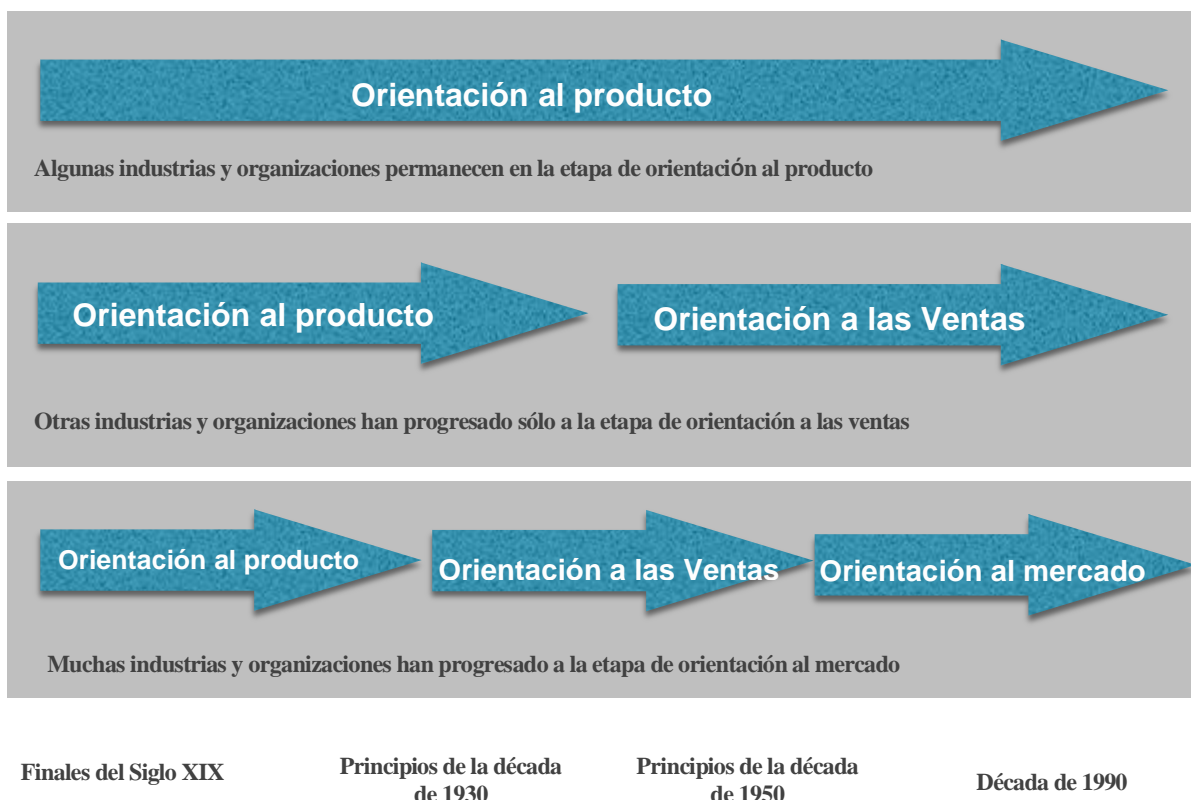 Orientación al producto
Algunas industrias y organizaciones permanecen en la etapa de orientación al producto
Orientación al producto
Orientación a las Ventas
Otras industrias y organizaciones han progresado sólo a la etapa de orientación a las ventas
Orientación al producto
Orientación a las Ventas
Orientación al mercado
Muchas industrias y organizaciones han progresado a la etapa de orientación al mercado
Finales del Siglo XIX
Principios de la década
de 1930
Principios de la década
de 1950
Década de 1990